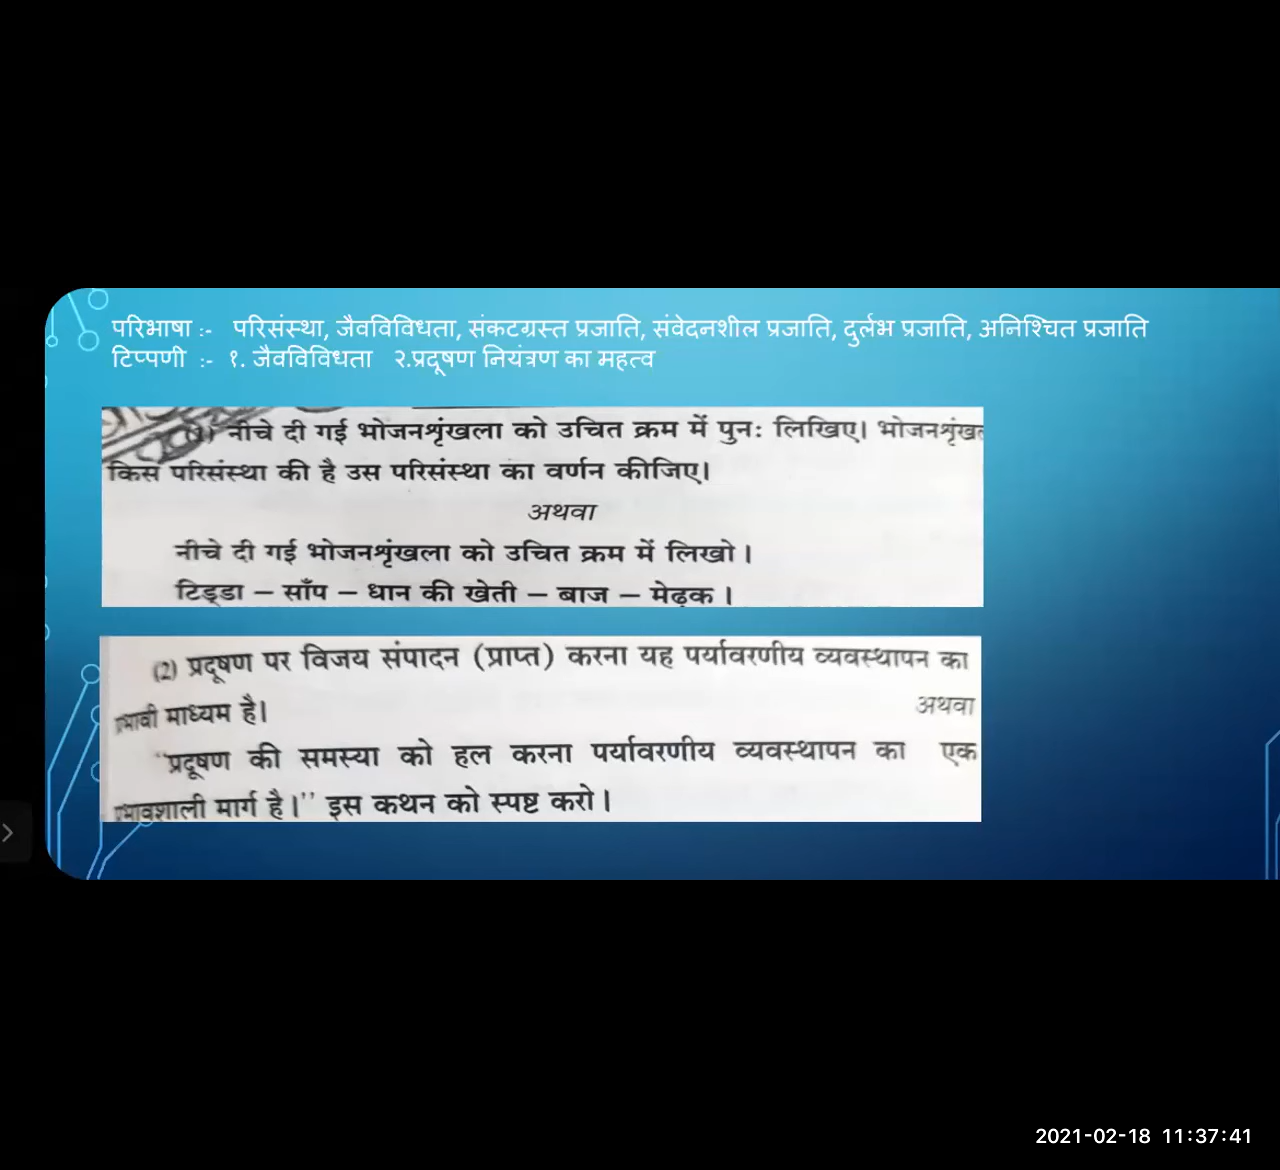 परिभाषा :- परिसंस्था, जैवविविधता, संकटग्रस्त प्रजाति, संवेदनशील प्रजाति, दुर्लभ प्रजाति, अनिश्चित प्रजाति
टिप्पणी :- १. जैवविविधता २.प्रदूषण नियंत्रण का महत्व
(1) नीचे दी गई भोजनश्रृंखला को उचित क्रम में पुनः लिखिए। भोजनश्रृंख
किस परिसंस्था की है उस परिसंस्था का वर्णन कीजिए।
अथवा
नीचे दी गई भोजनश्रृंखला को उचित क्रम में लिखो।
टिड्डा – साँप – धान की खेती – बाज – मेढ़क।
(2) प्रदूषण पर विजय संपादन (प्राप्त) करना यह पर्यावरणीय व्यवस्थापन का
प्रभावी माध्यम है।
अथवा
"प्रदूषण की समस्या को हल करना पर्यावरणीय व्यवस्थापन का एक
प्रभावशाली मार्ग है।" इस कथन को स्पष्ट करो।
2021-02-18 11:37:41